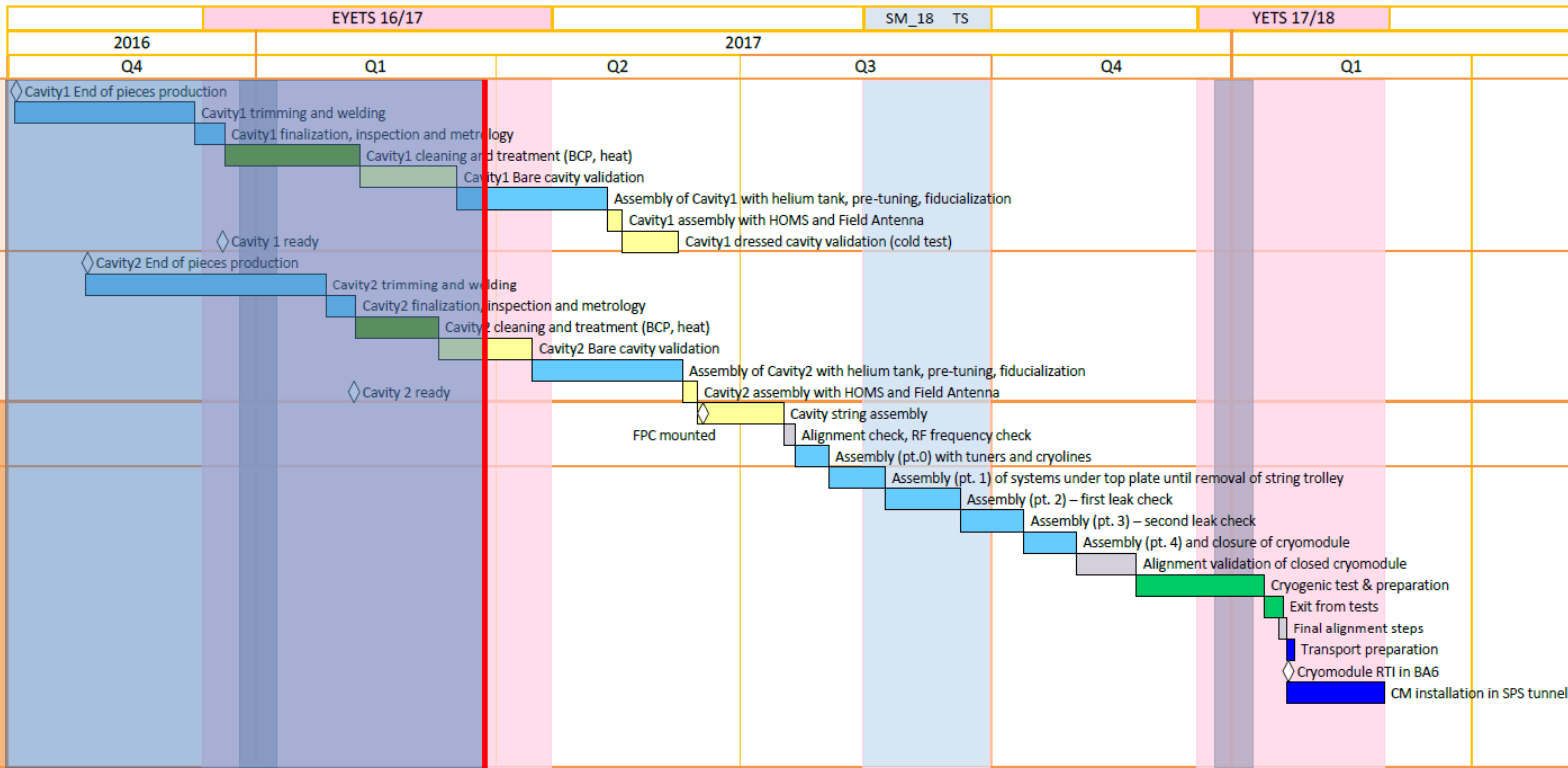 EYETS 16/17 SM_18 TS YETS 17/18
2016 2017
Q4 Q1 Q2 Q3 Q4 Q1
Cavity1 End of pieces production
Cavity1 trimming and welding
Cavity1 finalization, inspection and metrology
Cavity1 cleaning and treatment (BCP, heat)
Cavity1 Bare cavity validation
Assembly of Cavity1 with helium tank, pre-tuning, fiducialization
Cavity1 assembly with HOMS and Field Antenna
Cavity 1 ready Cavity1 dressed cavity validation (cold test)
Cavity2 End of pieces production
Cavity2 trimming and welding
Cavity2 finalization, inspection and metrology
Cavity2 cleaning and treatment (BCP, heat)
Cavity2 Bare cavity validation
Assembly of Cavity2 with helium tank, pre-tuning, fiducialization
Cavity 2 ready Cavity2 assembly with HOMS and Field Antenna
Cavity string assembly
FPC mounted Alignment check, RF frequency check
Assembly (pt.0) with tuners and cryolines
Assembly (pt. 1) of systems under top plate until removal of string trolley
Assembly (pt. 2) – first leak check
Assembly (pt. 3) – second leak check
Assembly (pt. 4) and closure of cryomodule
Alignment validation of closed cryomodule
Cryogenic test & preparation
Exit from tests
Final alignment steps
Transport preparation
Cryomodule RTI in BA6
CM installation in SPS tunnel